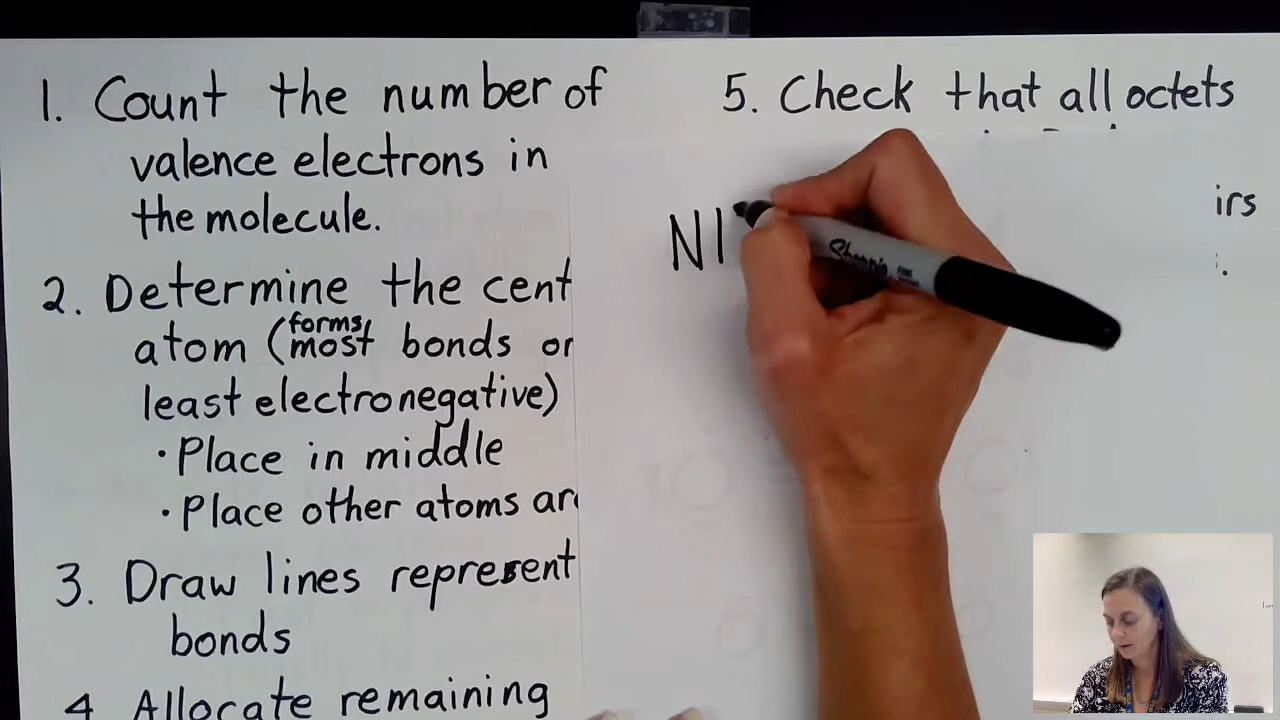 1. Count the number of
valence electrons in
the molecule.
2. Determine the cent
atom (forms most bonds or
least electronegative)
• Place in middle
• Place other atoms
3. Draw lines represent
bonds
4 Allocate remaining
5. Check that all octets
irs
N
Sharpie